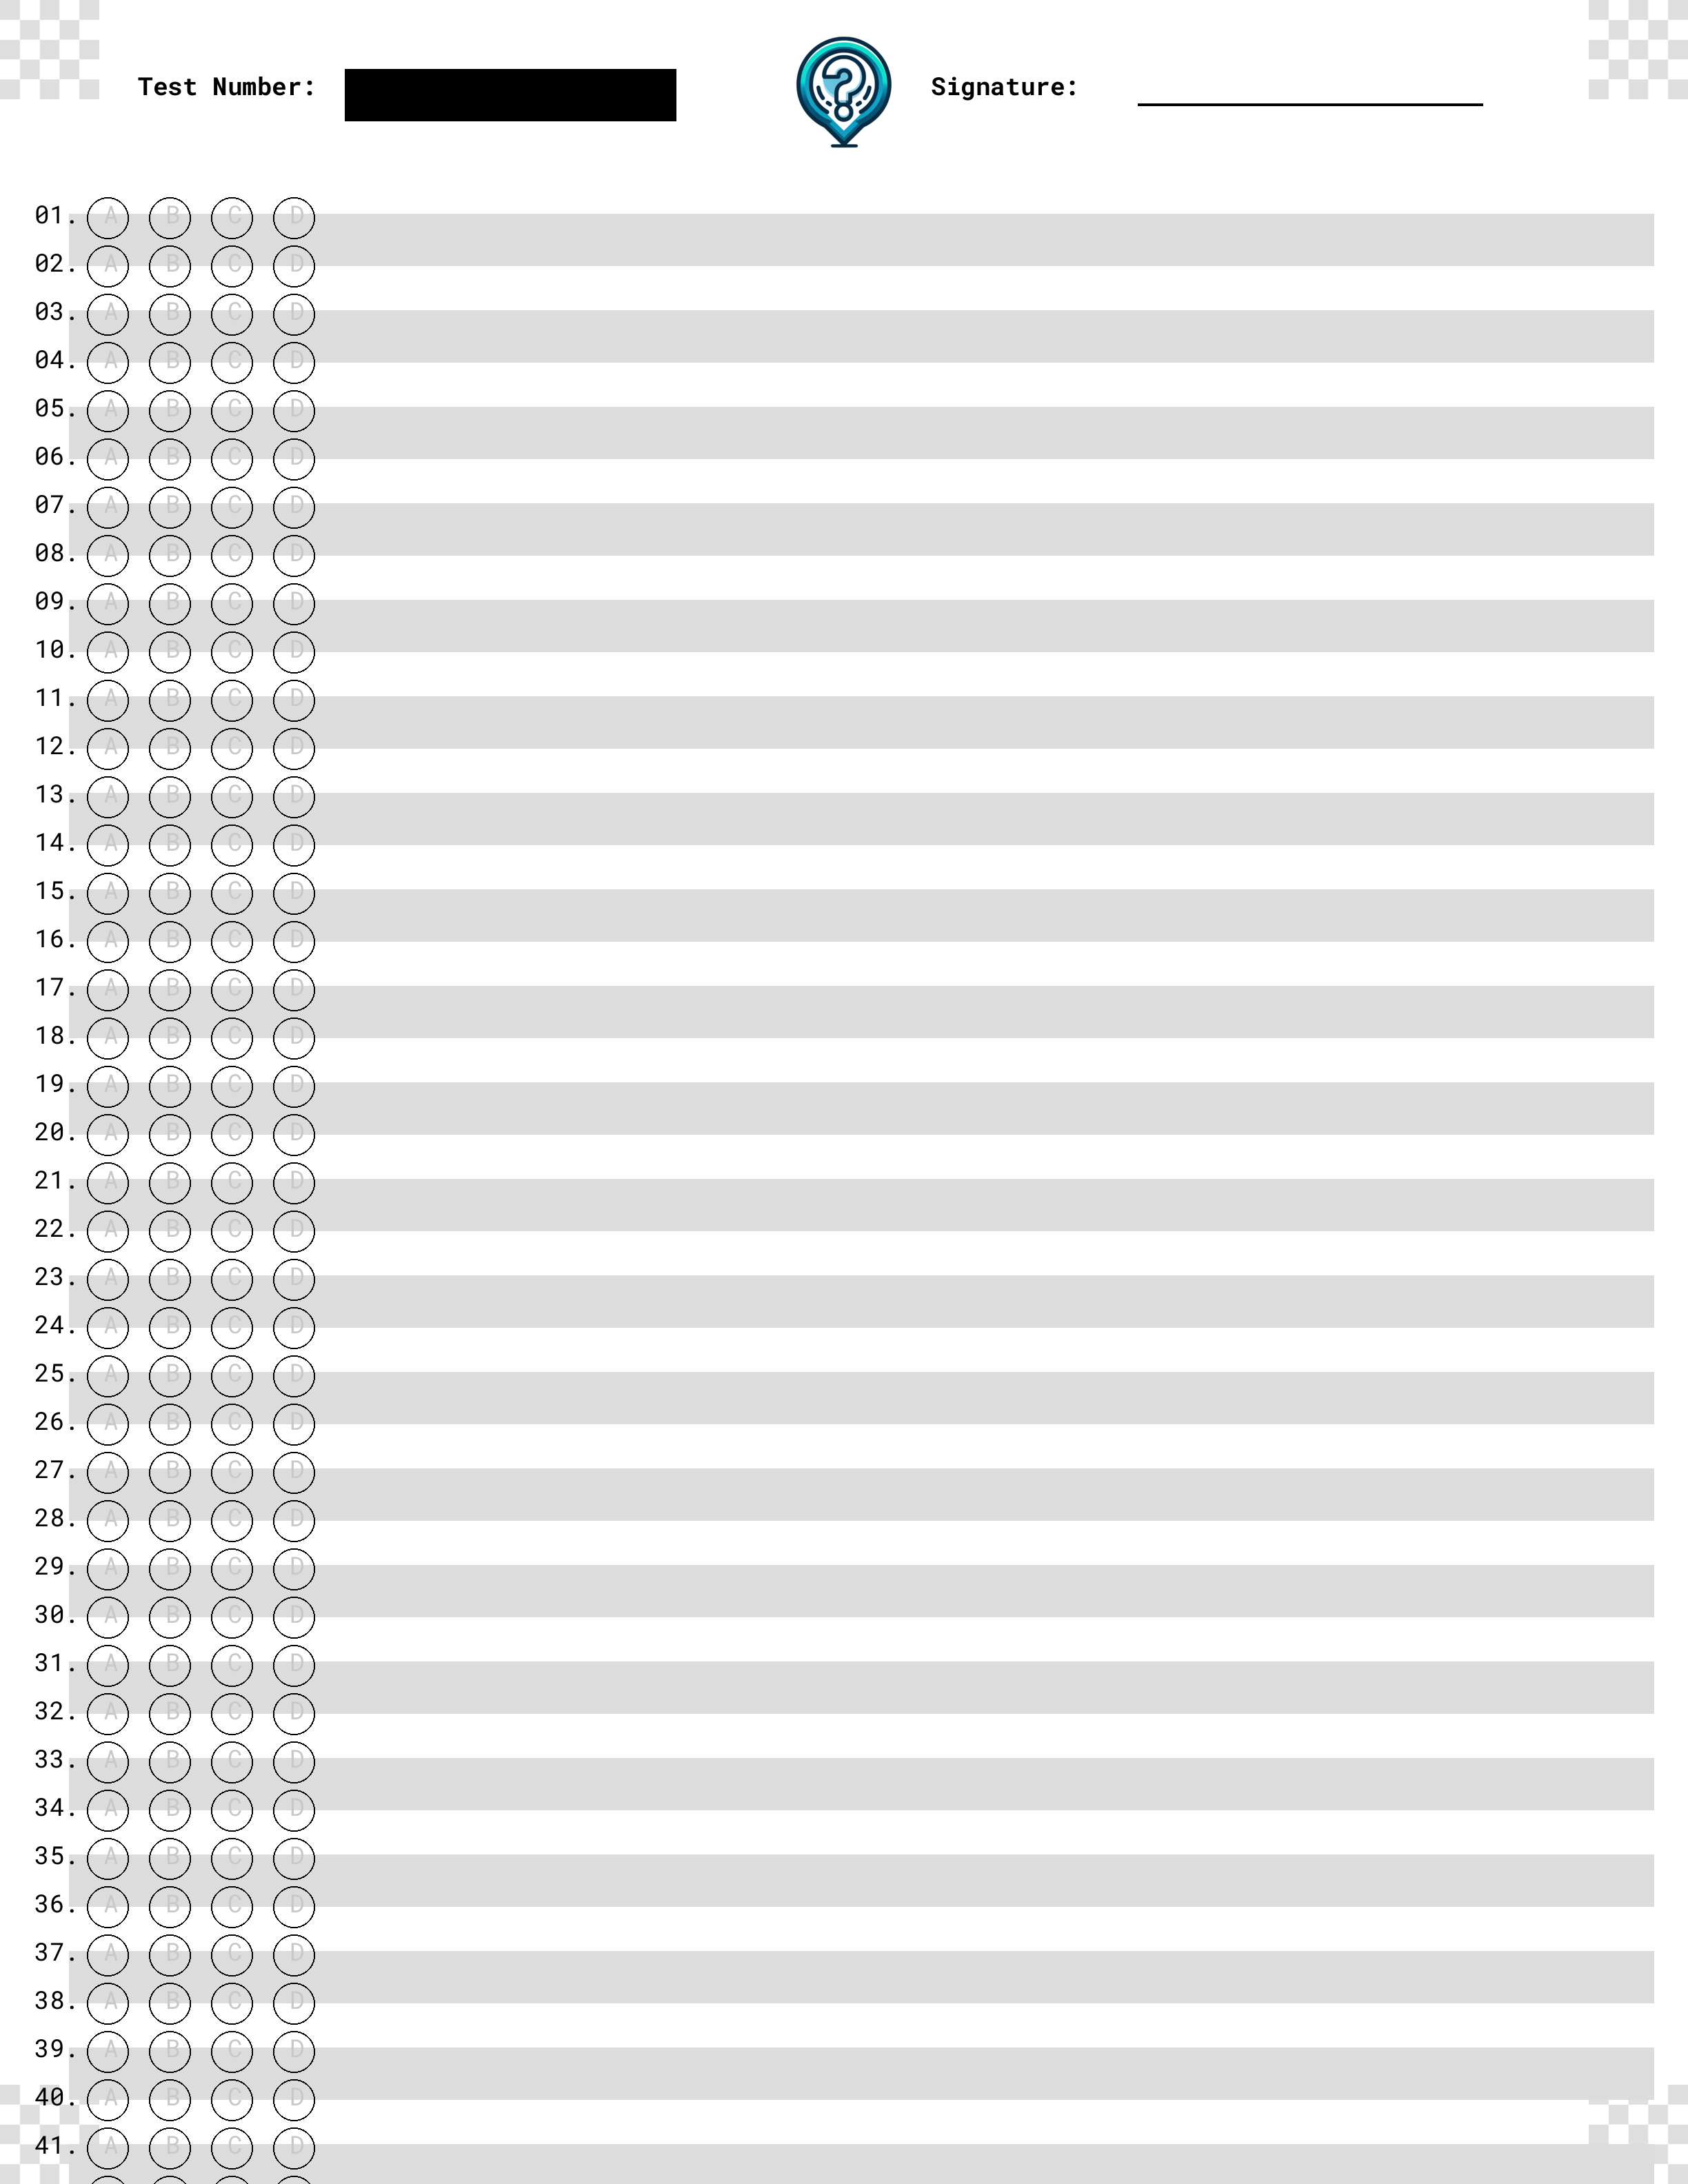 Test Number: Signature:
01. A B C D
02. A B C D
03. A B C D
04. A B C D
05. A B C D
06. A B C D
07. A B C D
08. A B C D
09. A B C D
10. A B C D
11. A B C D
12. A B C D
13. A B C D
14. A B C D
15. A B C D
16. A B C D
17. A B C D
18. A B C D
19. A B C D
20. A B C D
21. A B C D
22. A B C D
23. A B C D
24. A B C D
25. A B C D
26. A B C D
27. A B C D
28. A B C D
29. A B C D
30. A B C D
31. A B C D
32. A B C D
33. A B C D
34. A B C D
35. A B C D
36. A B C D
37. A B C D
38. A B C D
39. A B C D
40. A B C D
41. A B C D